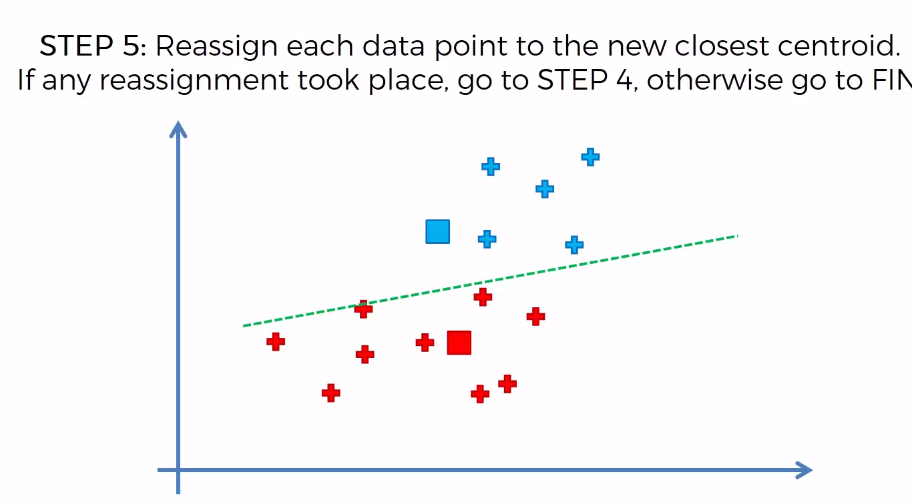 STEP 5: Reassign each data point to the new closest centroid.
If any reassignment took place, go to STEP 4, otherwise go to FIN